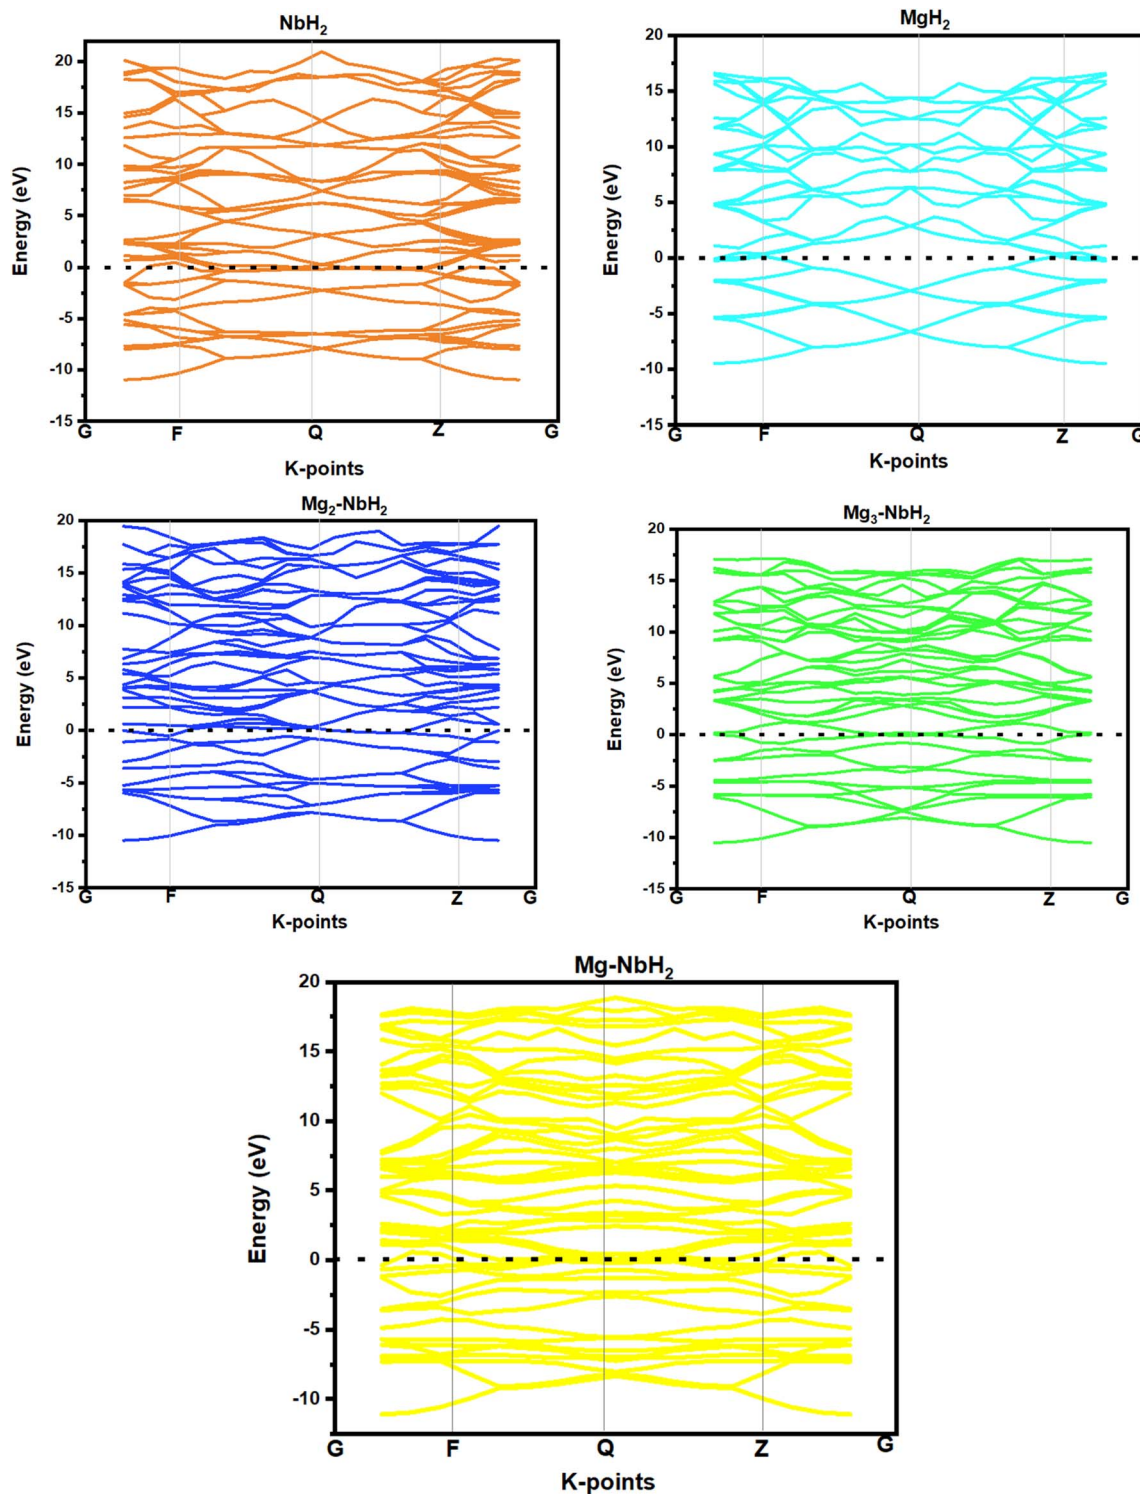 NbH₂
20
15
10
5
0
-5
-10
-15
Energy (eV)
G F Q Z G
K-points
MgH₂
20
15
10
5
0
-5
-10
-15
Energy (eV)
G F Q Z G
K-points
Mg₂-NbH₂
20
15
10
5
0
-5
-10
-15
Energy (eV)
G F Q Z G
K-points
Mg₃-NbH₂
20
15
10
5
0
-5
-10
-15
Energy (eV)
G F Q Z G
K-points
Mg-NbH₂
20
15
10
5
0
-5
-10
Energy (eV)
G F Q Z G
K-points